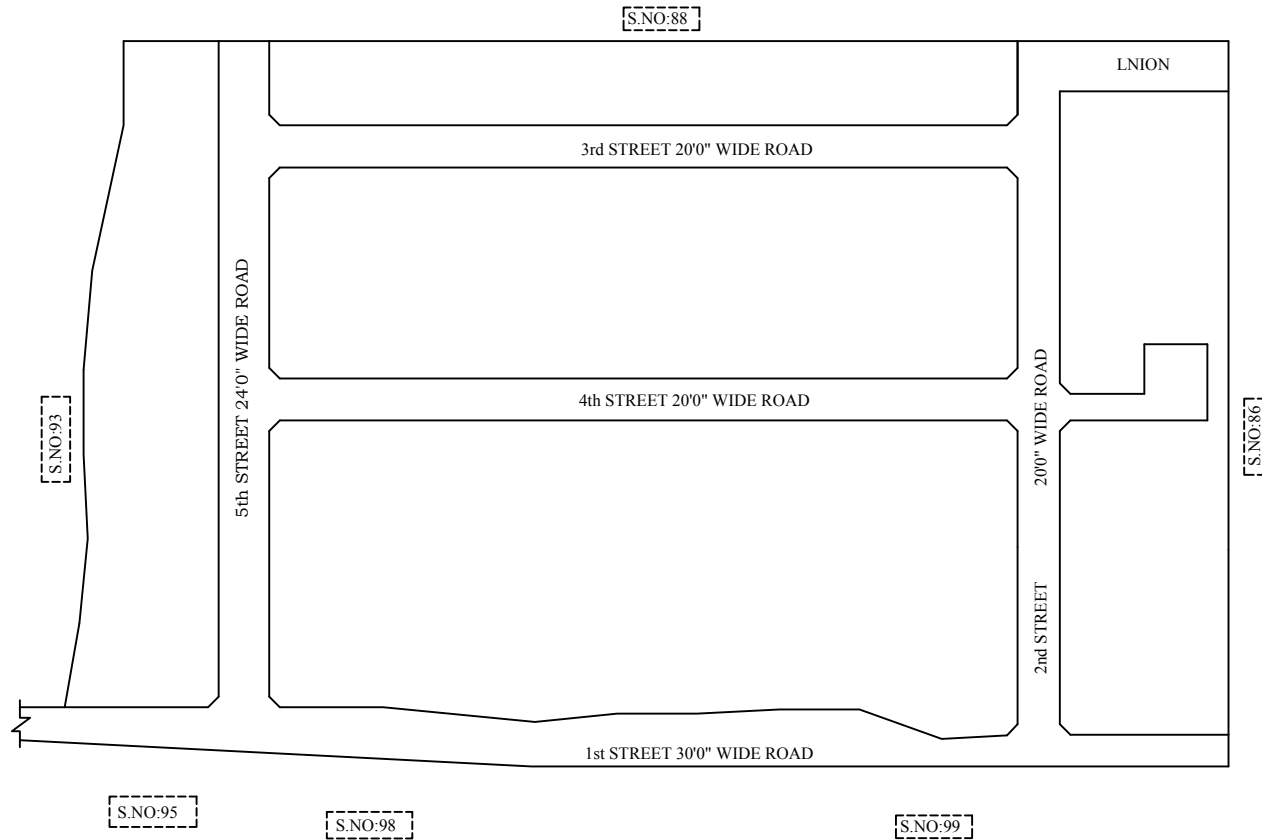 S.NO:88
LNION
3rd STREET 20'0" WIDE ROAD
5th STREET 24'0" WIDE ROAD
4th STREET 20'0" WIDE ROAD
20'0" WIDE ROAD
S.NO:93
S.NO:86
2nd STREET
1st STREET 30'0" WIDE ROAD
S.NO:95
S.NO:98
S.NO:99